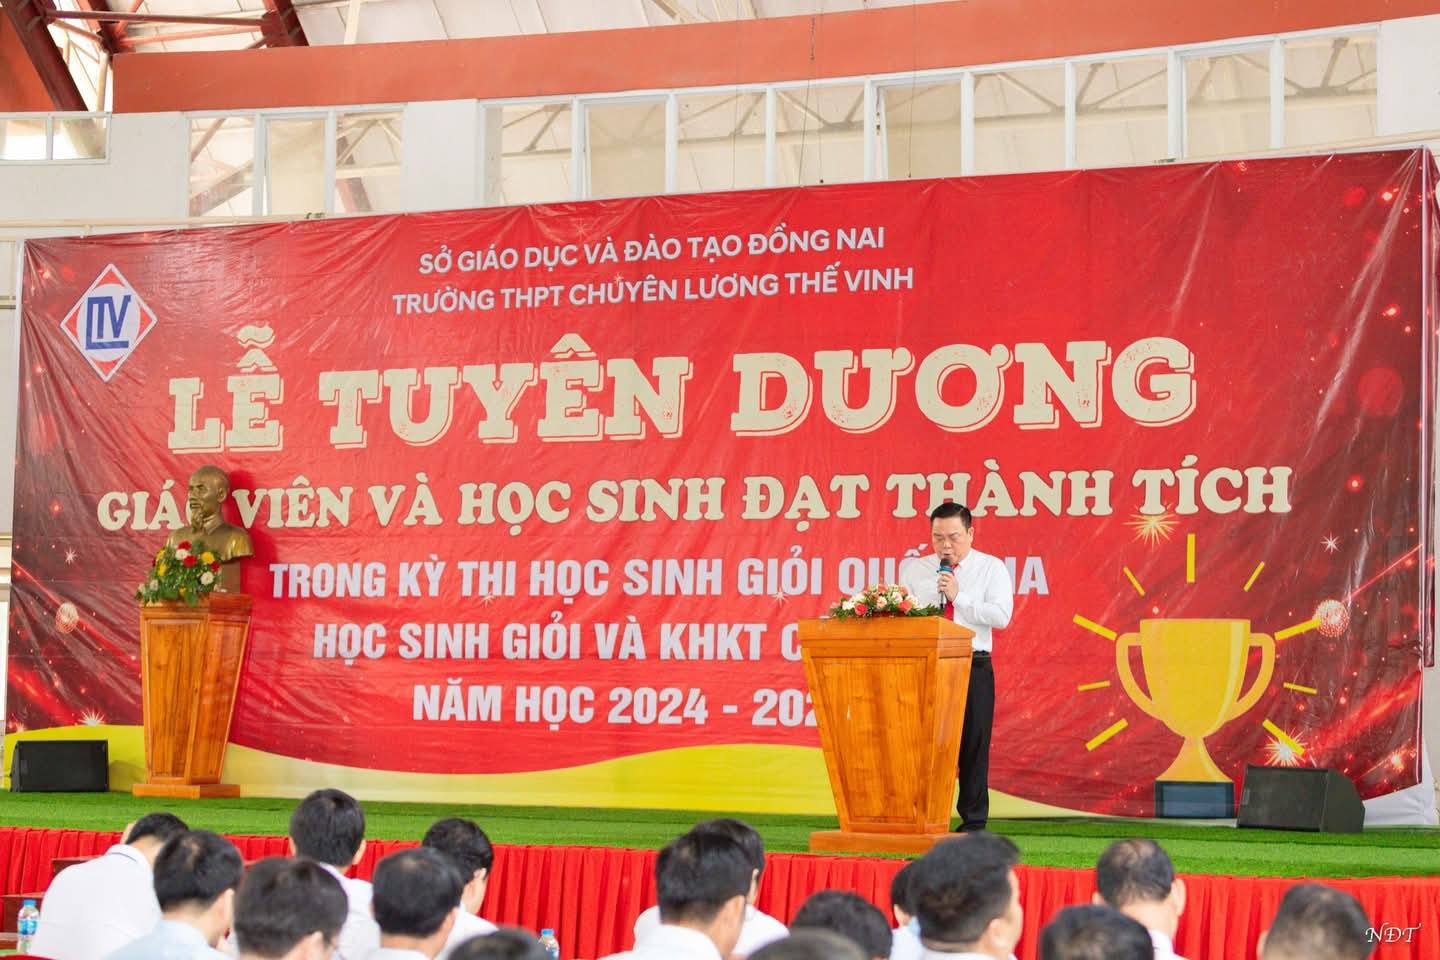 SỞ GIÁO DỤC VÀ ĐÀO TẠO ĐỒNG NAI
TRƯỜNG THPT CHUYÊN LƯƠNG THẾ VINH
LTV
LỄ TUYÊN DƯƠNG
VIÊN VÀ HỌC SINH ĐẠT THÀNH TÍCH
TRONG KỲ THI HỌC SINH GIỎI
HỌC SINH GIỎI VÀ KHKT
NĂM HỌC 2024 -
NĐT